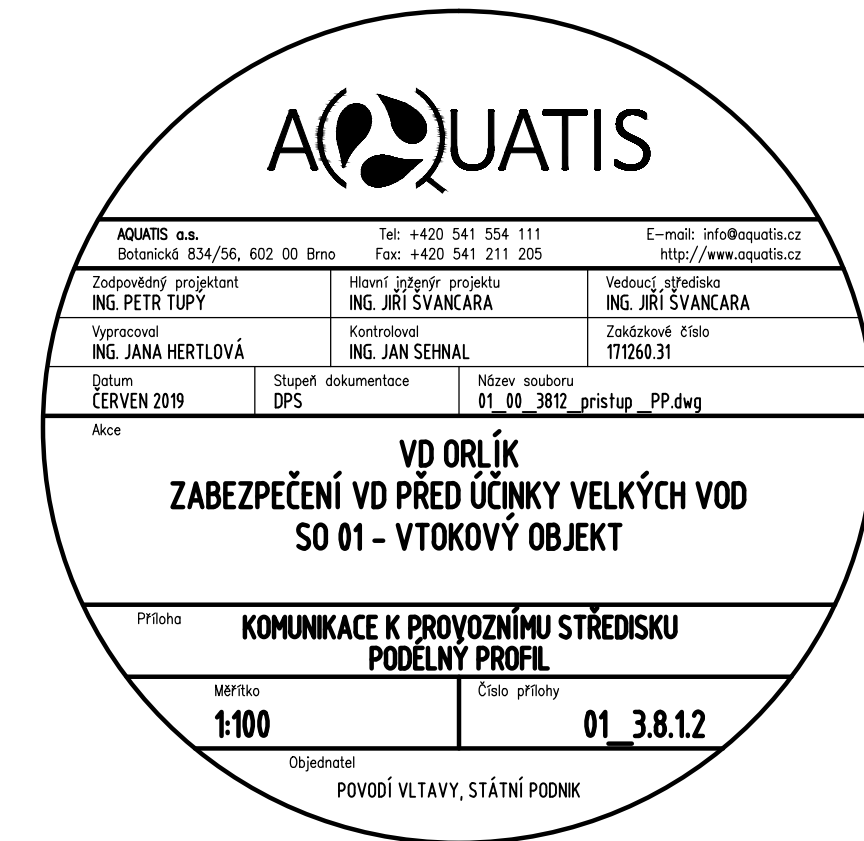 AQUATIS
AQUATIS a.s. Tel: +420 541 554 111 E-mail: info@aquatis.cz
Botanická 834/56, 602 00 Brno Fax: +420 541 211 205 http://www.aquatis.cz
Zodpovědný projektant Hlavní inženýr projektu Vedoucí střediska
ING. PETR TUPÝ ING. JIŘÍ ŠVANCARA ING. JIŘÍ ŠVANCARA
Vypracoval Kontroloval Zakázkové číslo
ING. JANA HERTLOVÁ ING. JAN SEHNAL 171260.31
Datum Stupeň dokumentace Název souboru
ČERVEN 2019 DPS 01_00_3812_pristup _PP.dwg
Akce
VD ORLÍK
ZABEZPEČENÍ VD PŘED ÚČINKY VELKÝCH VOD
SO 01 - VTOKOVÝ OBJEKT
Příloha
KOMUNIKACE K PROVOZNÍMU STŘEDISKU
PODÉLNÝ PROFIL
Měřítko Číslo přílohy
1:100 01_3.8.1.2
Objednatel
POVODÍ VLTAVY, STÁTNÍ PODNIK